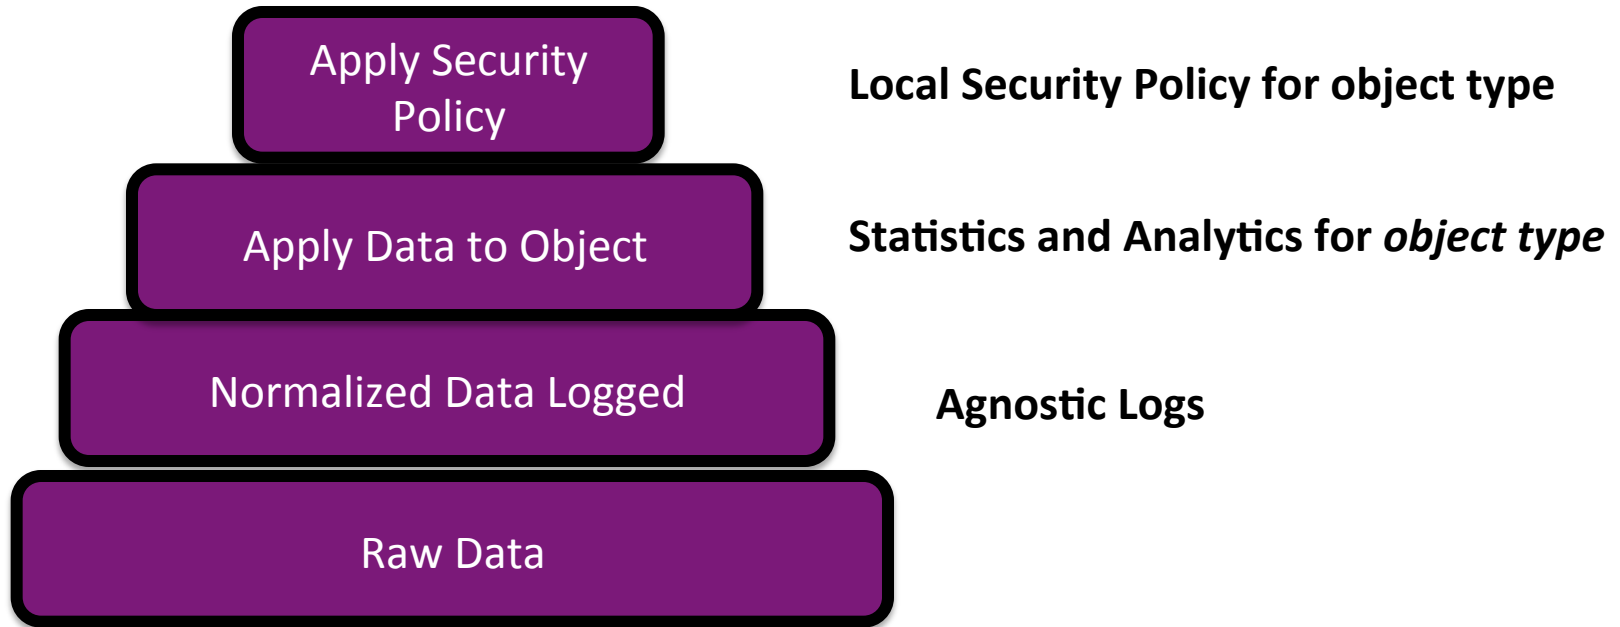 Apply Security
Policy
Local Security Policy for object type
Apply Data to Object
Statistics and Analytics for object type
Normalized Data Logged
Agnostic Logs
Raw Data